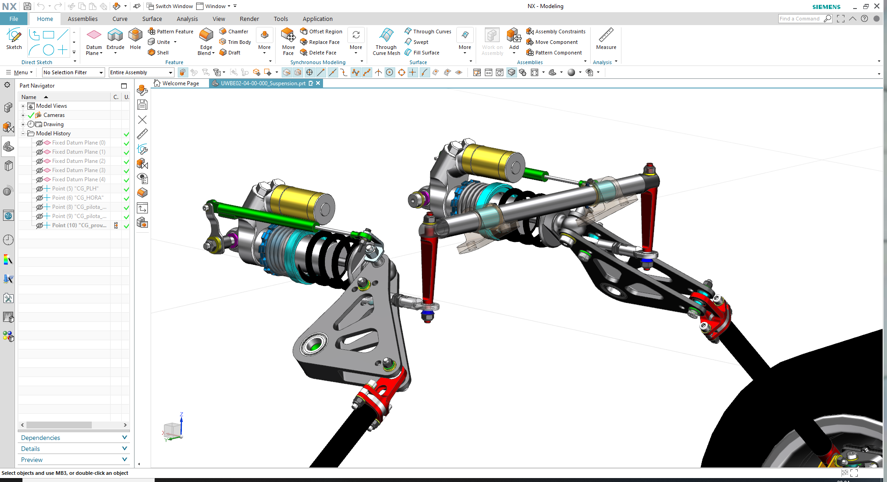 NX
Switch Window
Window
NX - Modeling
SIEMENS
File
Home
Assemblies
Curve
Surface
Analysis
View
Render
Tools
Application
Find a Command
Sketch
Direct Sketch
Datum Plane
Extrude
Hole
Pattern Feature
Unite
Shell
Edge Blend
Chamfer
Trim Body
Draft
More
Feature
Move Face
Offset Region
Replace Face
Delete Face
More
Synchronous Modeling
Through Curve Mesh
Through Curves
Swept
Fill Surface
More
Surface
Work on Assembly
Add
Assembly Constraints
Move Component
Pattern Component
Assemblies
Measure
Analysis
Menu
No Selection Filter
Entire Assembly
Part Navigator
Name
C.
U.
Model Views
Cameras
Drawing
Model History
Fixed Datum Plane (0)
Fixed Datum Plane (1)
Fixed Datum Plane (2)
Fixed Datum Plane (3)
Fixed Datum Plane (4)
Point (5) "CG_PLH"
Point (6) "CG_HORA"
Point (8) "CG_pilota_...
Point (9) "CG_pilota_...
Point (10) "CG_prove...
Dependencies
Details
Preview
Welcome Page
UWBE02-04-00-000_Suspension.prt
Z
Select objects and use MB3, or double-click an object